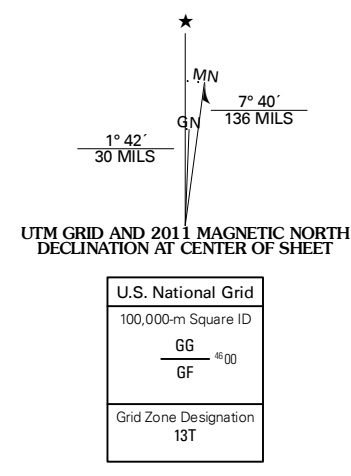 ★
MN
GN
7° 40´
136 MILS
1° 42´
30 MILS
UTM GRID AND 2011 MAGNETIC NORTH
DECLINATION AT CENTER OF SHEET
U.S. National Grid
100,000-m Square ID
GG
4600
GF
Grid Zone Designation
13T